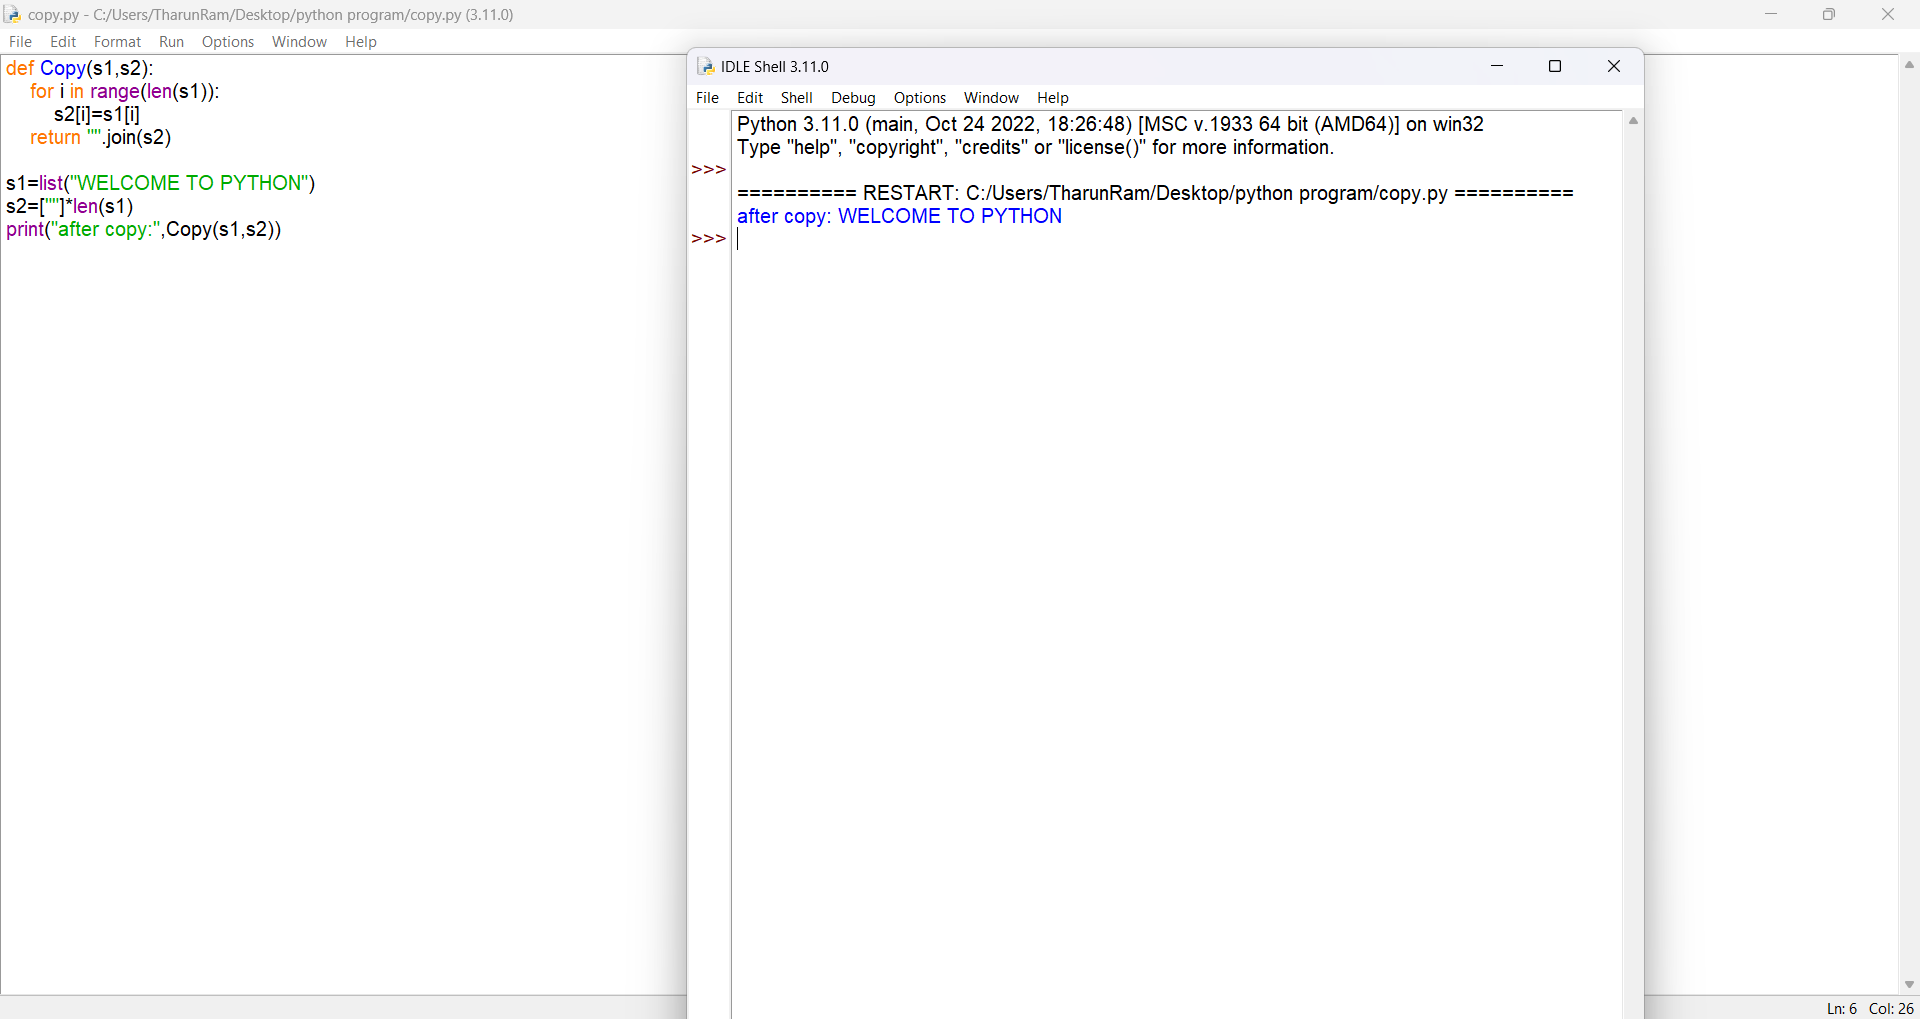 copy.py - C:/Users/TharunRam/Desktop/python program/copy.py (3.11.0)
File Edit Format Run Options Window Help
def Copy(s1,s2):
    for i in range(len(s1)):
        s2[i]=s1[i]
    return "".join(s2)
s1=list("WELCOME TO PYTHON")
s2=[""]*len(s1)
print("after copy:",Copy(s1,s2))
IDLE Shell 3.11.0
File Edit Shell Debug Options Window Help
Python 3.11.0 (main, Oct 24 2022, 18:26:48) [MSC v.1933 64 bit (AMD64)] on win32
Type "help", "copyright", "credits" or "license()" for more information.
>>>
========== RESTART: C:/Users/TharunRam/Desktop/python program/copy.py ==========
after copy: WELCOME TO PYTHON
>>>
Ln: 6 Col: 26